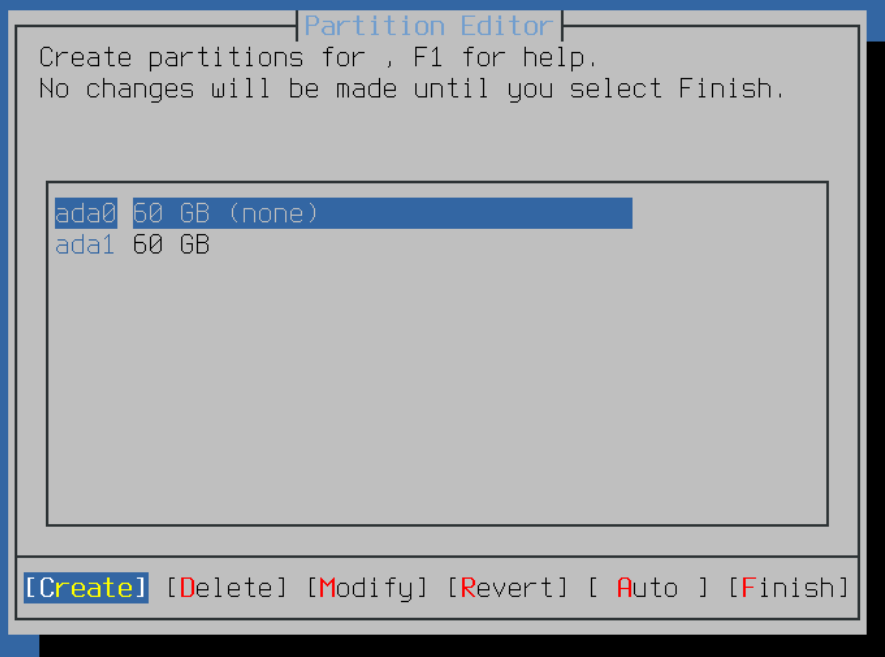 Partition Editor
Create partitions for , F1 for help.
No changes will be made until you select Finish.
ada0 60 GB (none)
ada1 60 GB
[Create] [Delete] [Modify] [Revert] [ Auto ] [Finish]